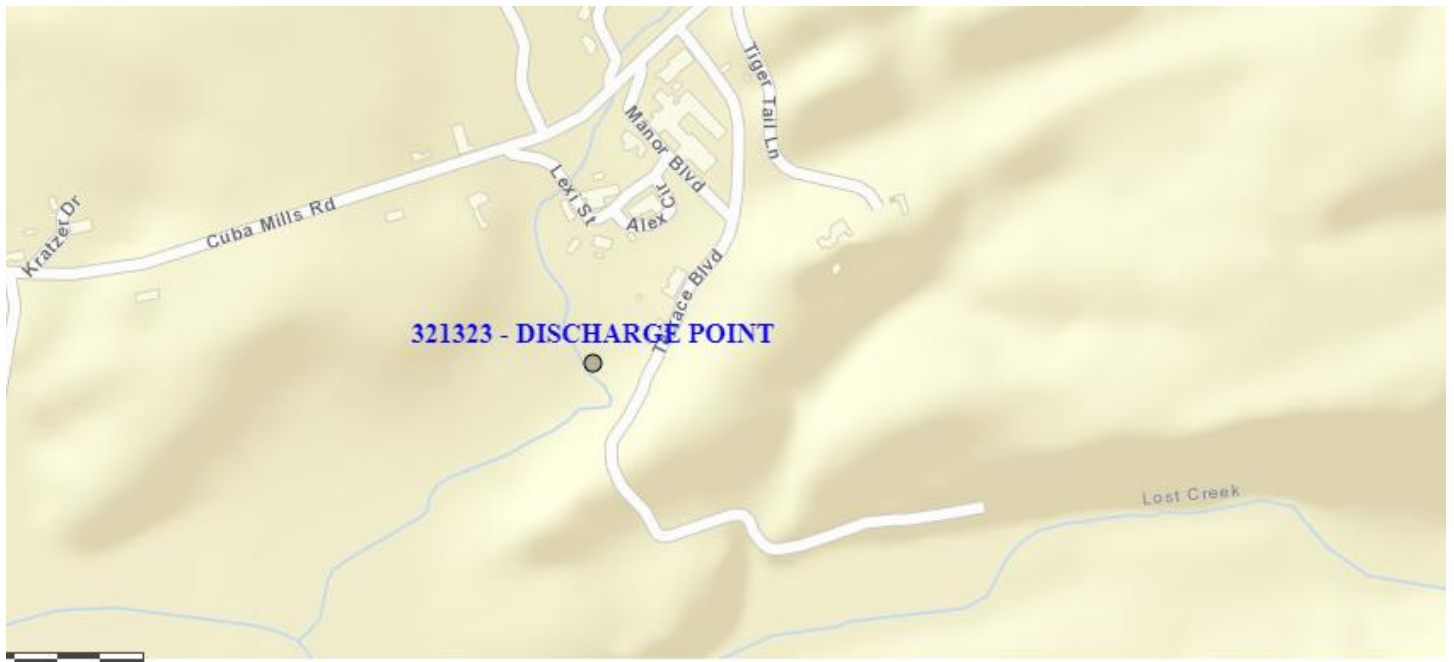 Tiger Tail Ln
Manor Blvd
Lexi St
Alex Cir
Kratzer Dr
Cuba Mills Rd
Terrace Blvd
321323 - DISCHARGE POINT
Lost Creek